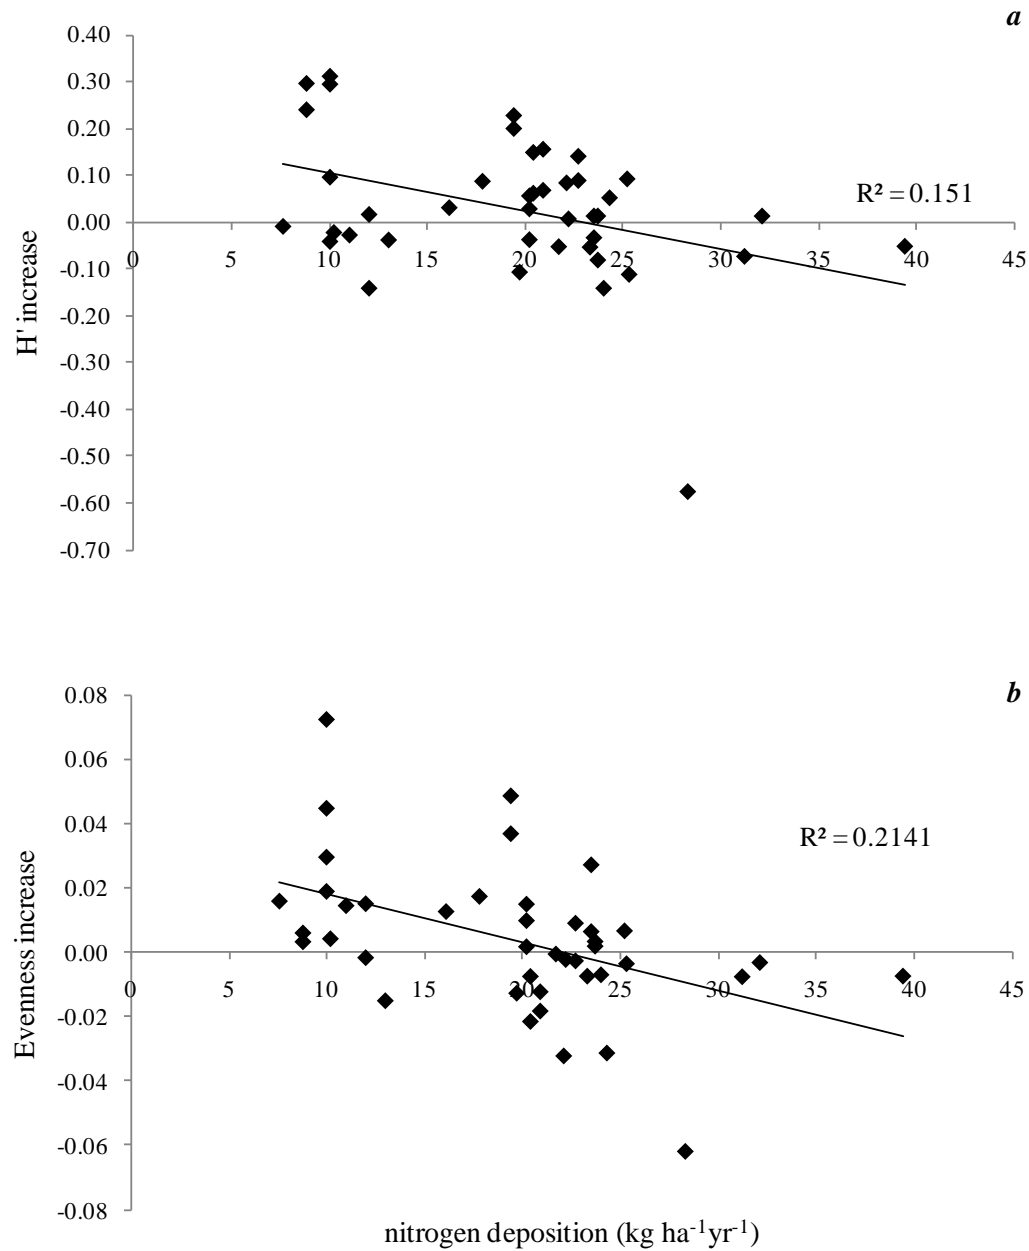 a
0.40
0.30
0.20
0.10
0.00
-0.10
-0.20
-0.30
-0.40
-0.50
-0.60
-0.70
H' increase
R² = 0.151
0 5 10 15 20 25 30 35 40 45
b
0.08
0.06
0.04
0.02
0.00
-0.02
-0.04
-0.06
-0.08
Evenness increase
R² = 0.2141
0 5 10 15 20 25 30 35 40 45
nitrogen deposition (kg ha⁻¹yr⁻¹)